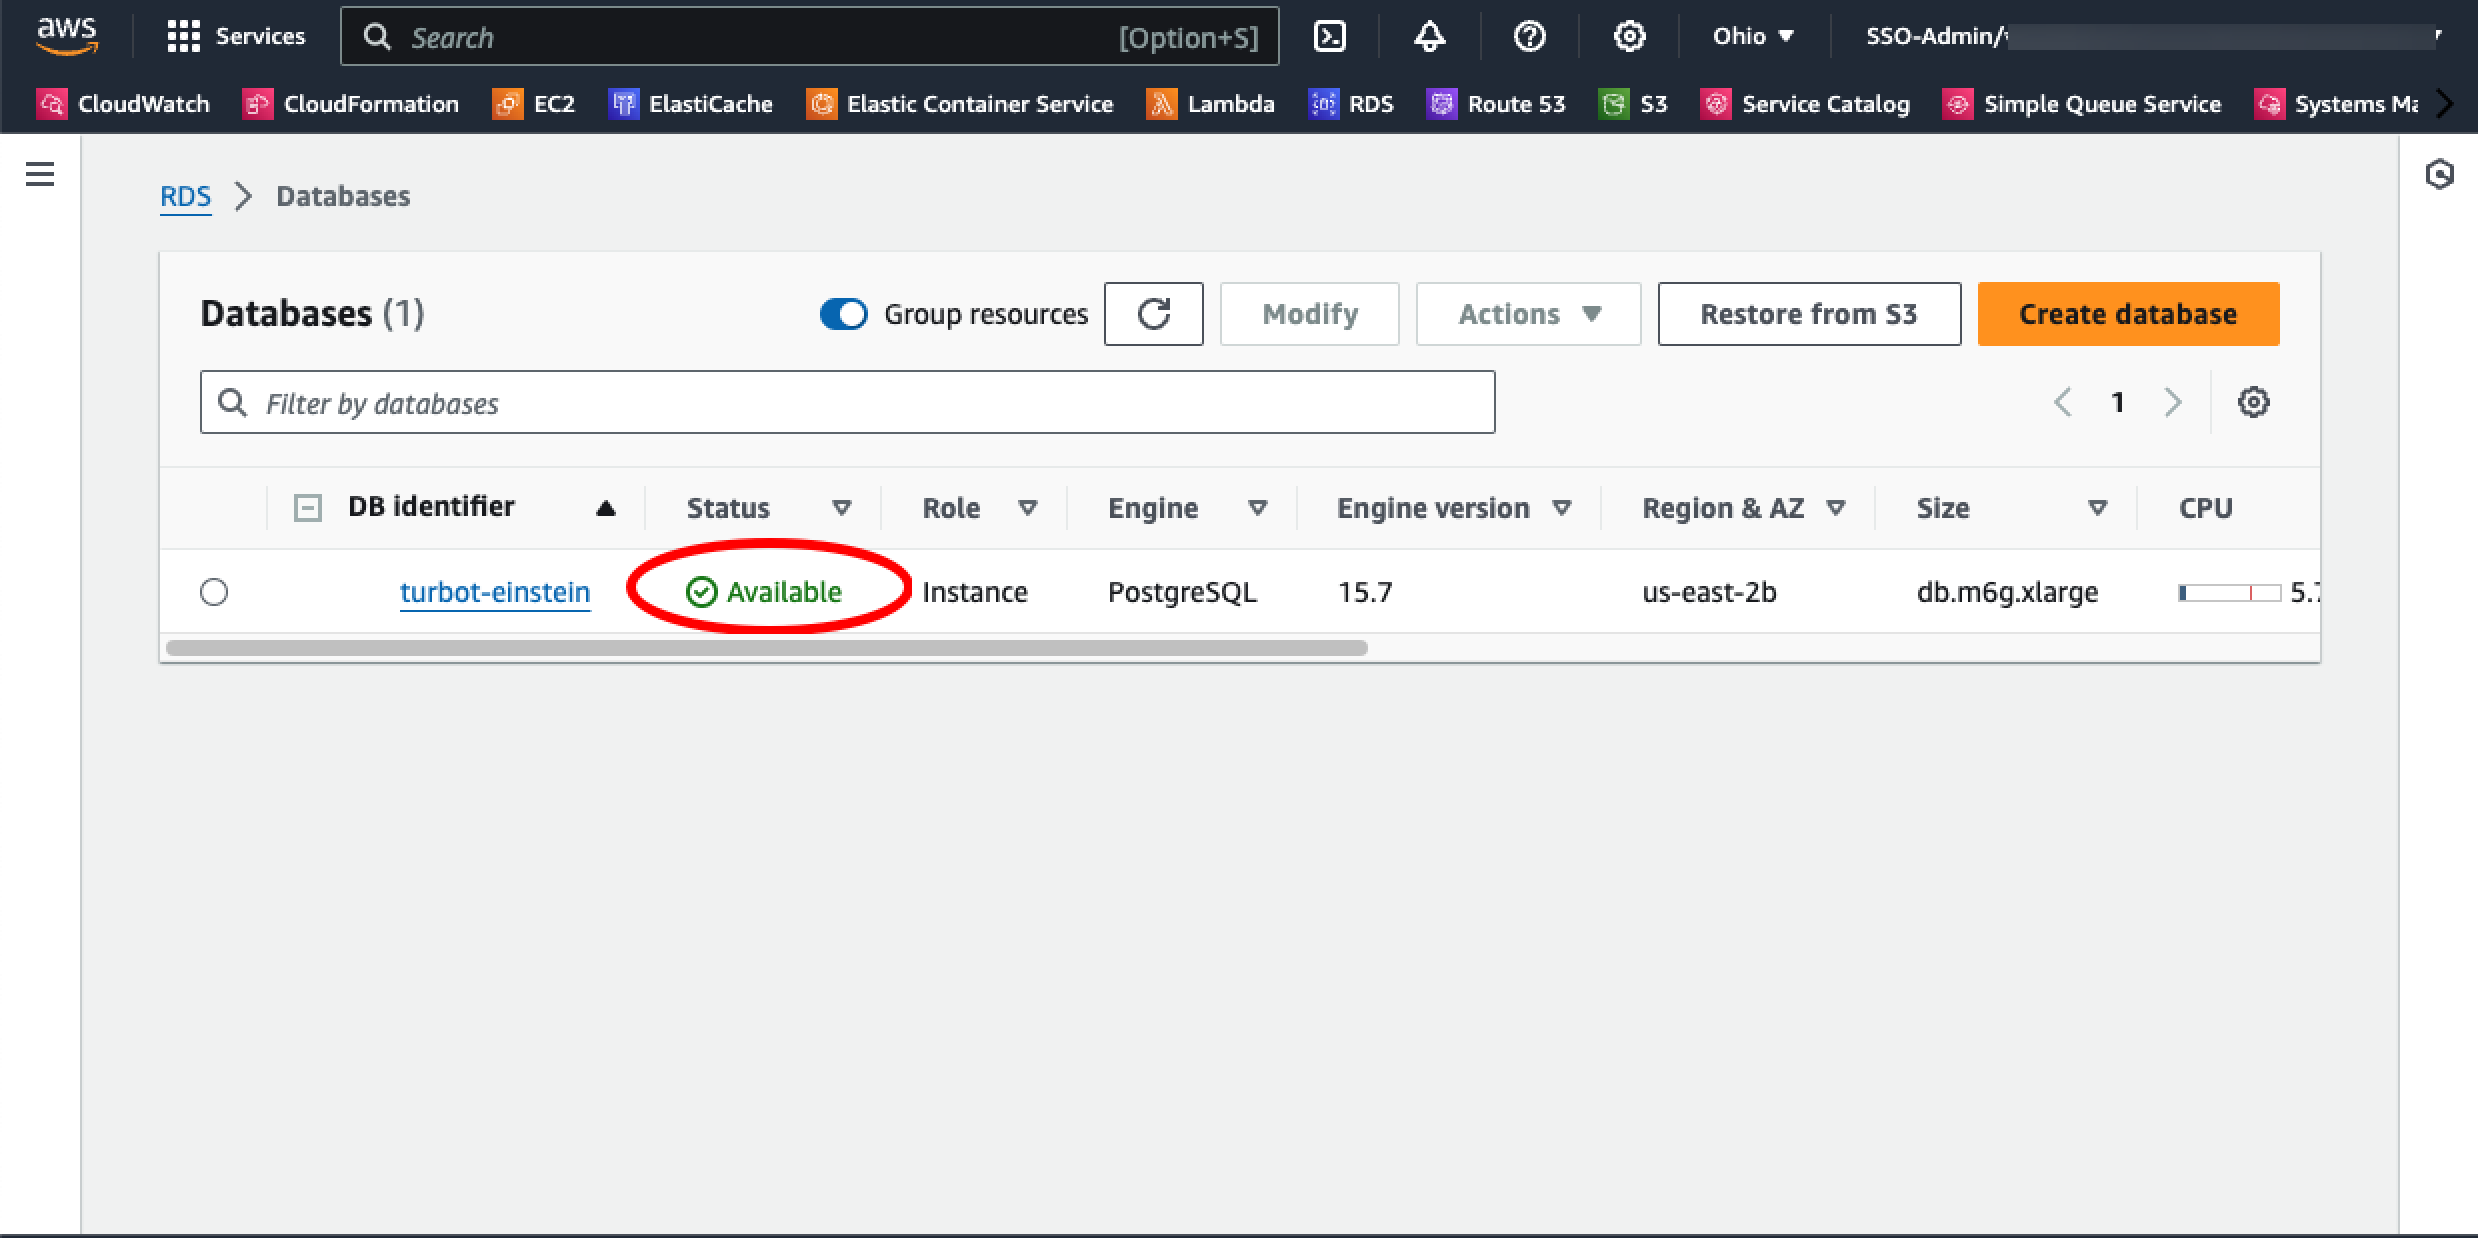 aws Services Search [Option+S] Ohio SSO-Admin/
CloudWatch CloudFormation EC2 ElastiCache Elastic Container Service Lambda RDS Route 53 S3 Service Catalog Simple Queue Service Systems Ma
RDS Databases
Databases (1) Group resources Modify Actions Restore from S3 Create database
Filter by databases 1
DB identifier Status Role Engine Engine version Region & AZ Size CPU
turbot-einstein Available Instance PostgreSQL 15.7 us-east-2b db.m6g.xlarge 5.7